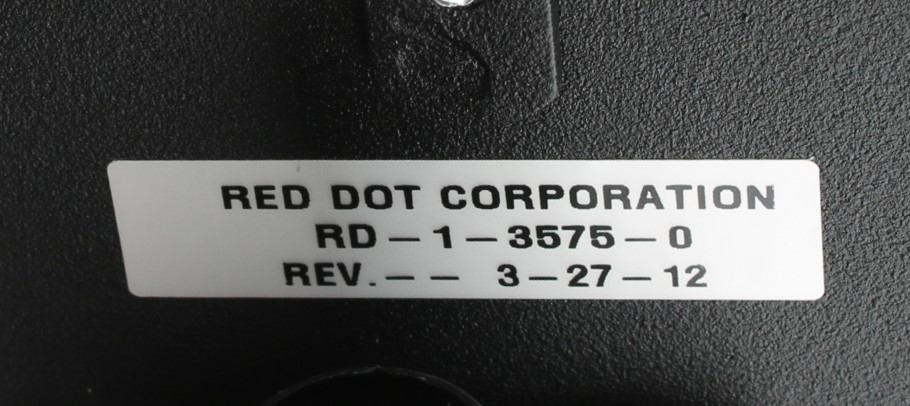 RED DOT CORPORATION
RD-1-3575-0
REV.-- 3-27-12